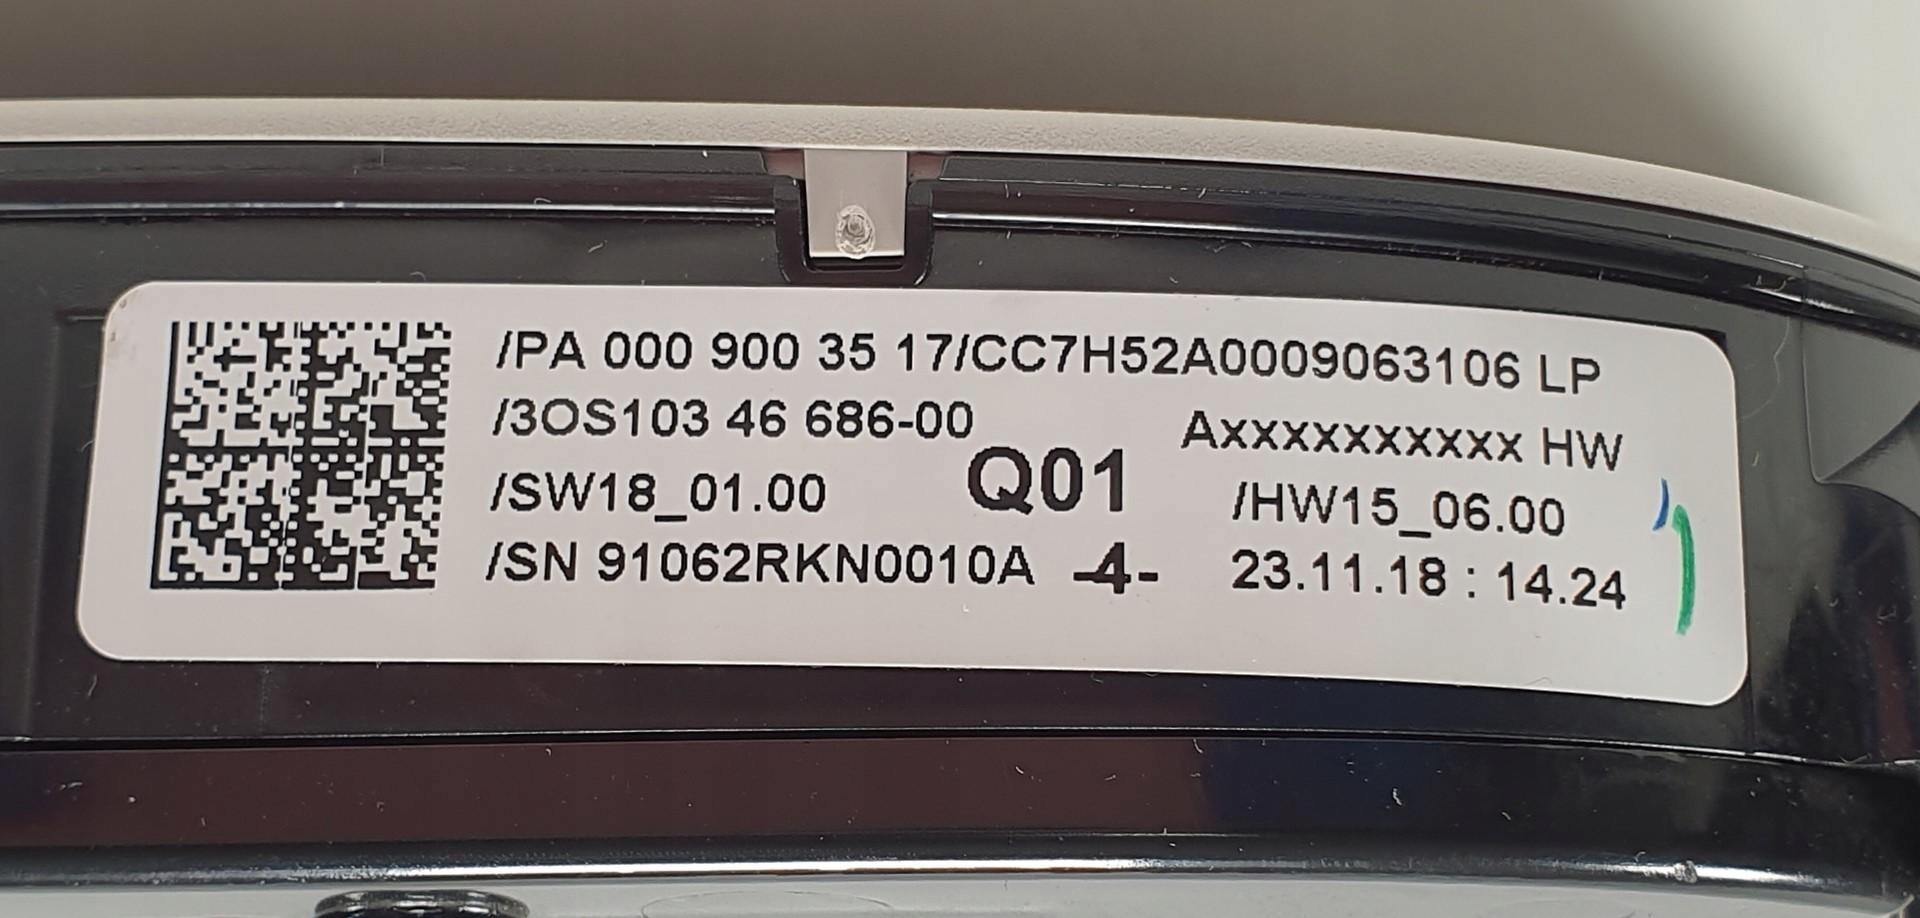 /PA 000 900 35 17/CC7H52A0009063106 LP
/3OS103 46 686-00
Axxxxxxxxxx HW
/SW18_01.00
Q01
/HW15_06.00
/SN 91062RKN0010A -4- 23.11.18 : 14.24